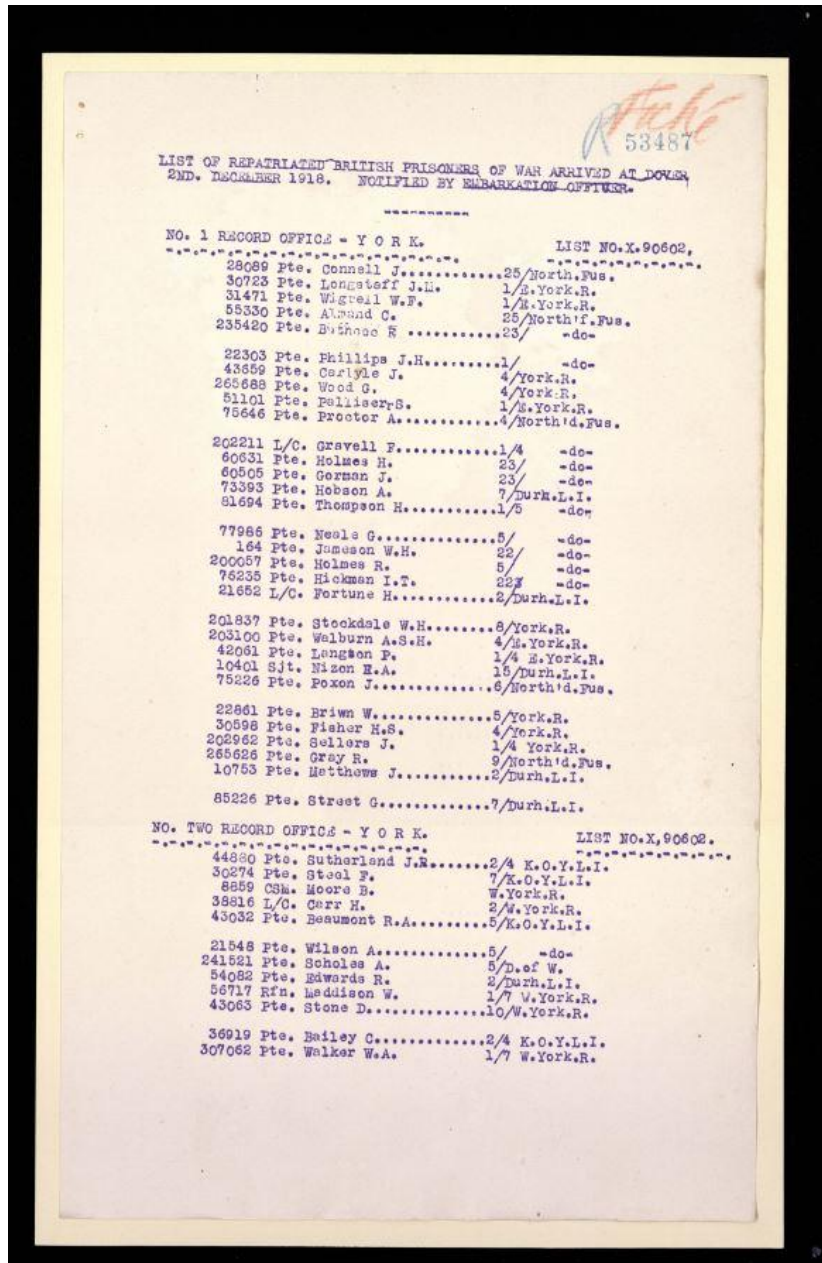 R Fiché
53487
LIST OF REPATRIATED BRITISH PRISONERS OF WAR ARRIVED AT DOVER
2ND. DECEMBER 1918. NOTIFIED BY EMBARKATION OFFICER.
NO. 1 RECORD OFFICE - Y O R K. LIST NO.X.90602,
28089 Pte. Connell J............25/North.Fus.
30723 Pte. Longstaff J.M. 1/E.York.R.
31471 Pte. Wigrell W.F. 1/E.York.R.
55330 Pte. Almand C. 25/North'f.Fus.
235420 Pte. R ...........23/ -do-
22303 Pte. Phillips J.H.........1/ -do-
43659 Pte. Carlyle J. 4/York.R.
265688 Pte. Wood G. 4/York.R.
51101 Pte. Palliser S. 1/E.York.R.
75646 Pte. Proctor A............4/North'd.Fus.
202211 L/C. Gravell F............1/4 -do-
60631 Pte. Holmes H. 23/ -do-
60505 Pte. Gorman J. 23/ -do-
73393 Pte. Hobson A. 7/Durh.L.I.
81694 Pte. Thompson H...........1/5 -do-
77986 Pte. Neale G..............5/ -do-
164 Pte. Jameson W.H. 22/ -do-
200057 Pte. Holmes R. 5/ -do-
76235 Pte. Hickman I.T. -do-
21652 L/C. Fortune H............2/Durh.L.I.
201837 Pte. Stockdale W.H........8/York.R.
203100 Pte. Walburn A.S.H. 4/E.York.R.
42061 Pte. Langton P. 1/4 E.York.R.
10401 Sjt. Nizon E.A. 15/Durh.L.I.
75226 Pte. Poxon J..............6/North'd.Fus.
22861 Pte. Briwn W..............5/York.R.
30598 Pte. Fisher H.S. 4/York.R.
202962 Pte. Sellers J. 1/4 York.R.
265626 Pte. Gray R. 9/North'd.Fus.
10753 Pte. Matthews J...........2/Durh.L.I.
85226 Pte. Street G.............7/Durh.L.I.
NO. TWO RECORD OFFICE - Y O R K. LIST NO.X,90602.
44880 Pte. Sutherland J.R.......2/4 K.O.Y.L.I.
30274 Pte. Steel F. 7/K.O.Y.L.I.
8859 CSM. Moore B. W.York.R.
38816 L/C. Carr H. 2/W.York.R.
43032 Pte. Beaumont R.A.........5/K.O.Y.L.I.
21548 Pte. Wilson A.............5/ -do-
241521 Pte. Scholes A. 5/D.of W.
54082 Pte. Edwards R. 2/Durh.L.I.
56717 Rfn. Maddison W. 1/7 W.York.R.
43063 Pte. Stone D..............10/W.York.R.
36919 Pte. Bailey C.............2/4 K.O.Y.L.I.
307062 Pte. Walker W.A. 1/7 W.York.R.